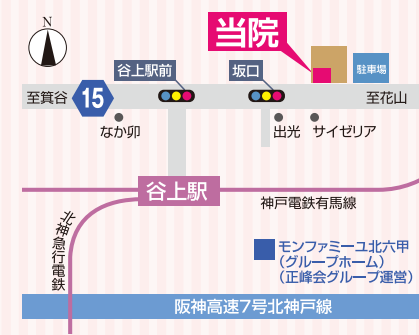 N
当院
谷上駅前
坂口
駐車場
至箕谷
15
至花山
なか卯
出光
サイゼリア
谷上駅
神戸電鉄有馬線
北神急行電鉄
モンファミーユ北六甲
(グループホーム)
(正峰会グループ運営)
阪神高速7号北神戸線